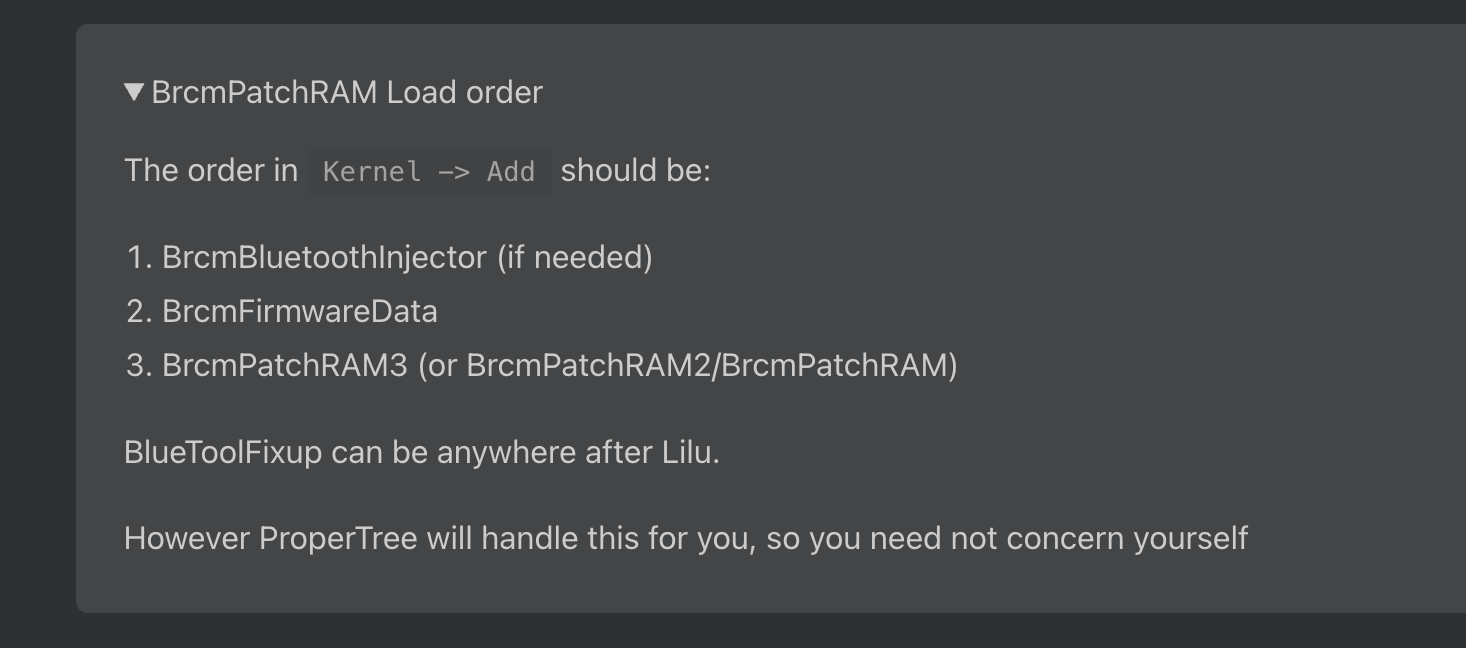 ▼ BrcmPatchRAM Load order
The order in Kernel -> Add should be:
1. BrcmBluetoothInjector (if needed)
2. BrcmFirmwareData
3. BrcmPatchRAM3 (or BrcmPatchRAM2/BrcmPatchRAM)
BlueToolFixup can be anywhere after Lilu.
However ProperTree will handle this for you, so you need not concern yourself